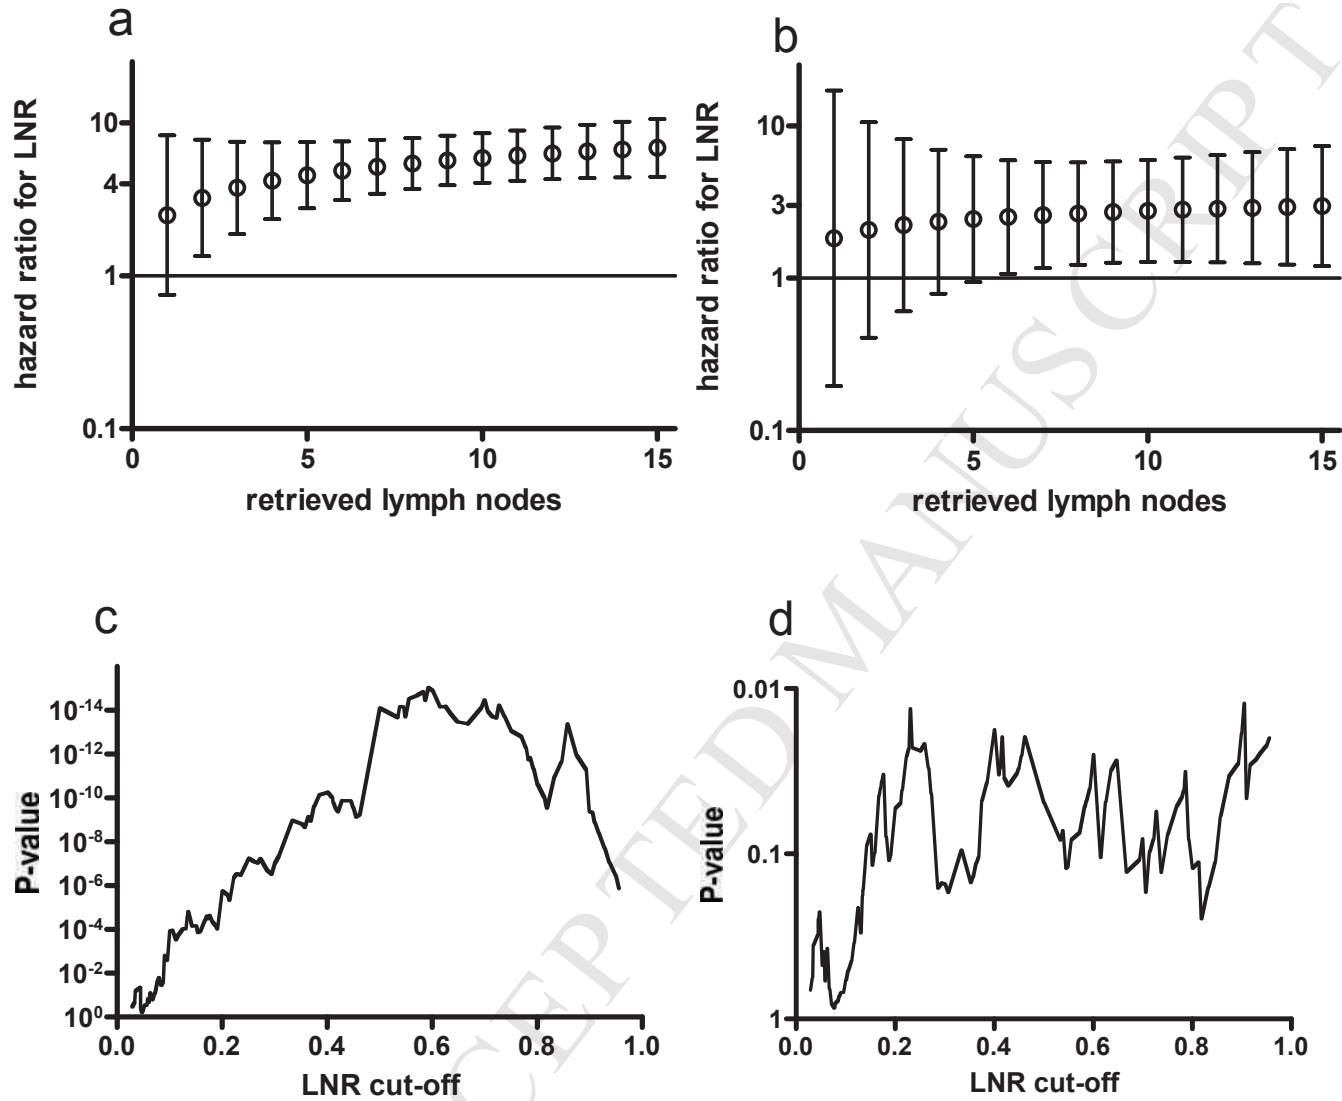 a
hazard ratio for LNR
10
4
1
0.1
0 5 10 15
retrieved lymph nodes
b
hazard ratio for LNR
10
3
1
0.1
0 5 10 15
retrieved lymph nodes
c
P-value
10⁻¹⁴
10⁻¹²
10⁻¹⁰
10⁻⁸
10⁻⁶
10⁻⁴
10⁻²
10⁰
0.0 0.2 0.4 0.6 0.8 1.0
LNR cut-off
d
P-value
0.01
0.1
1
0.0 0.2 0.4 0.6 0.8 1.0
LNR cut-off
CEPTED MANUSCRIPT